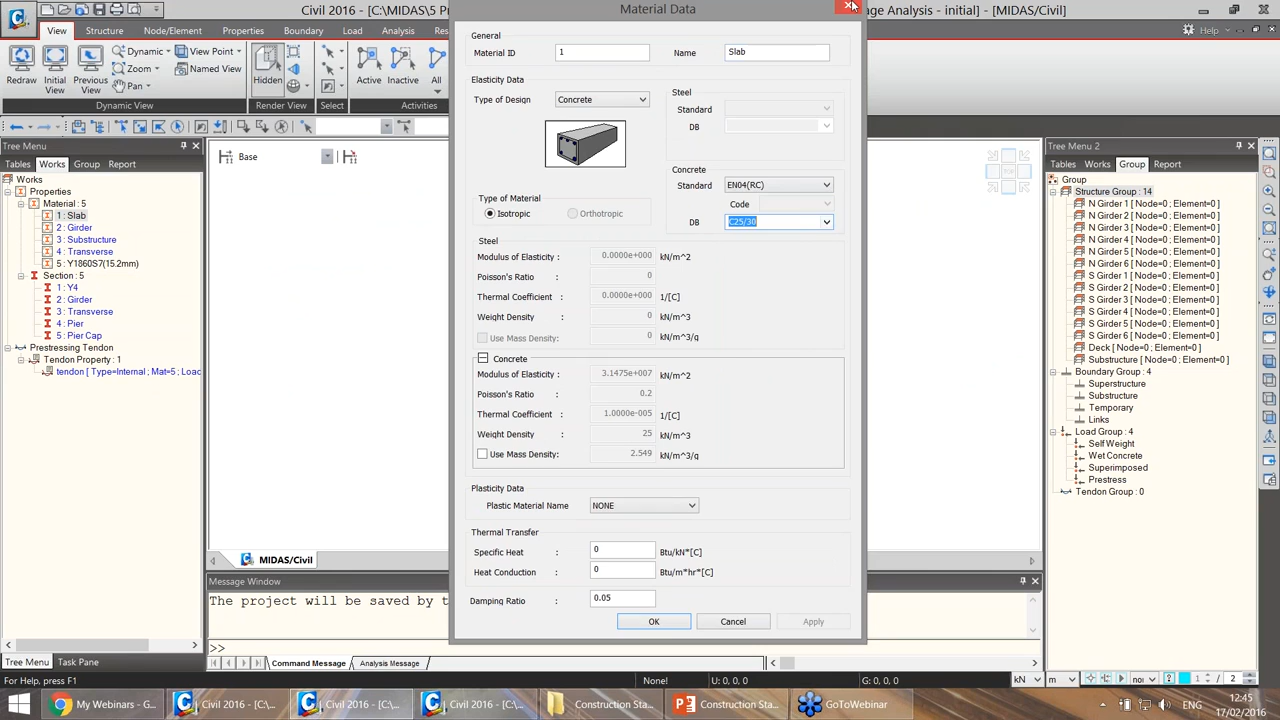 Civil 2016 - [C:\MIDAS\5 P
Material Data
age Analysis - initial] - [MIDAS/Civil]
View
Structure
Node/Element
Properties
Boundary
Load
Analysis
Res
Help
Redraw
Initial View
Previous View
Dynamic
Zoom
Pan
View Point
Named View
Hidden
Active
Inactive
All
Dynamic View
Render View
Select
Activities
General
Material ID
1
Name
Slab
Elasticity Data
Type of Design
Concrete
Steel
Standard
DB
Concrete
Standard
EN04(RC)
Code
DB
C25/30
Type of Material
Isotropic
Orthotropic
Steel
Modulus of Elasticity :
0.0000e+000
kN/m^2
Poisson's Ratio :
0
Thermal Coefficient :
0.0000e+000
1/[C]
Weight Density :
0
kN/m^3
Use Mass Density:
0
kN/m^3/g
Concrete
Modulus of Elasticity :
3.1475e+007
kN/m^2
Poisson's Ratio :
0.2
Thermal Coefficient :
1.0000e-005
1/[C]
Weight Density :
25
kN/m^3
Use Mass Density:
2.549
kN/m^3/g
Plasticity Data
Plastic Material Name
NONE
Thermal Transfer
Specific Heat :
0
Btu/kN*[C]
Heat Conduction :
0
Btu/m*hr*[C]
Damping Ratio :
0.05
OK
Cancel
Apply
Tree Menu
Tables
Works
Group
Report
Works
Properties
Material : 5
1 : Slab
2 : Girder
3 : Substructure
4 : Transverse
5 : Y1860S7(15.2mm)
Section : 5
1 : Y4
2 : Girder
3 : Transverse
4 : Pier
5 : Pier Cap
Prestressing Tendon
Tendon Property : 1
tendon [ Type=Internal ; Mat=5 ; Load
Base
MIDAS/Civil
Message Window
The project will be saved by t
>>
Command Message
Analysis Message
Tree Menu
Task Pane
Tree Menu 2
Tables
Works
Group
Report
Group
Structure Group : 14
N Girder 1 [ Node=0 ; Element=0 ]
N Girder 2 [ Node=0 ; Element=0 ]
N Girder 3 [ Node=0 ; Element=0 ]
N Girder 4 [ Node=0 ; Element=0 ]
N Girder 5 [ Node=0 ; Element=0 ]
N Girder 6 [ Node=0 ; Element=0 ]
S Girder 1 [ Node=0 ; Element=0 ]
S Girder 2 [ Node=0 ; Element=0 ]
S Girder 3 [ Node=0 ; Element=0 ]
S Girder 4 [ Node=0 ; Element=0 ]
S Girder 5 [ Node=0 ; Element=0 ]
S Girder 6 [ Node=0 ; Element=0 ]
Deck [ Node=0 ; Element=0 ]
Substructure [ Node=0 ; Element=0 ]
Boundary Group : 4
Superstructure
Substructure
Temporary
Links
Load Group : 4
Self Weight
Wet Concrete
Superimposed
Prestress
Tendon Group : 0
For Help, press F1
None!
U: 0, 0, 0
G: 0, 0, 0
kN
m
noi
1
/
2
My Webinars - G...
Civil 2016 - [C:\M...
Civil 2016 - [C:\M...
Civil 2016 - [C:\M...
Construction Sta...
Construction Sta...
GoToWebinar
ENG
12:45
17/02/2016